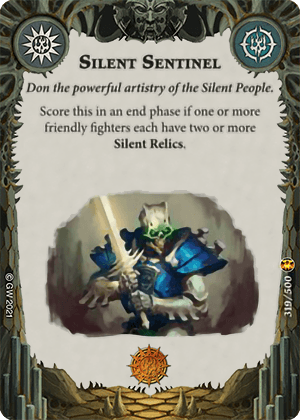 SILENT SENTINEL
Don the powerful artistry of the Silent People.
Score this in an end phase if one or more
friendly fighters each have two or more
Silent Relics.
© GW 2021
319/500